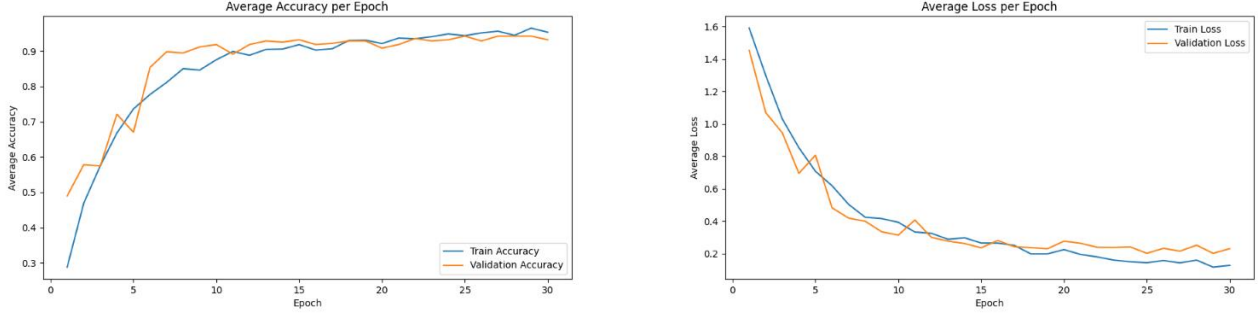 Average Accuracy per Epoch
Average Accuracy
0.9
0.8
0.7
0.6
0.5
0.4
0.3
Train Accuracy
Validation Accuracy
0
5
10
15
20
25
30
Epoch
Average Loss per Epoch
Average Loss
1.6
1.4
1.2
1.0
0.8
0.6
0.4
0.2
Train Loss
Validation Loss
0
5
10
15
20
25
30
Epoch